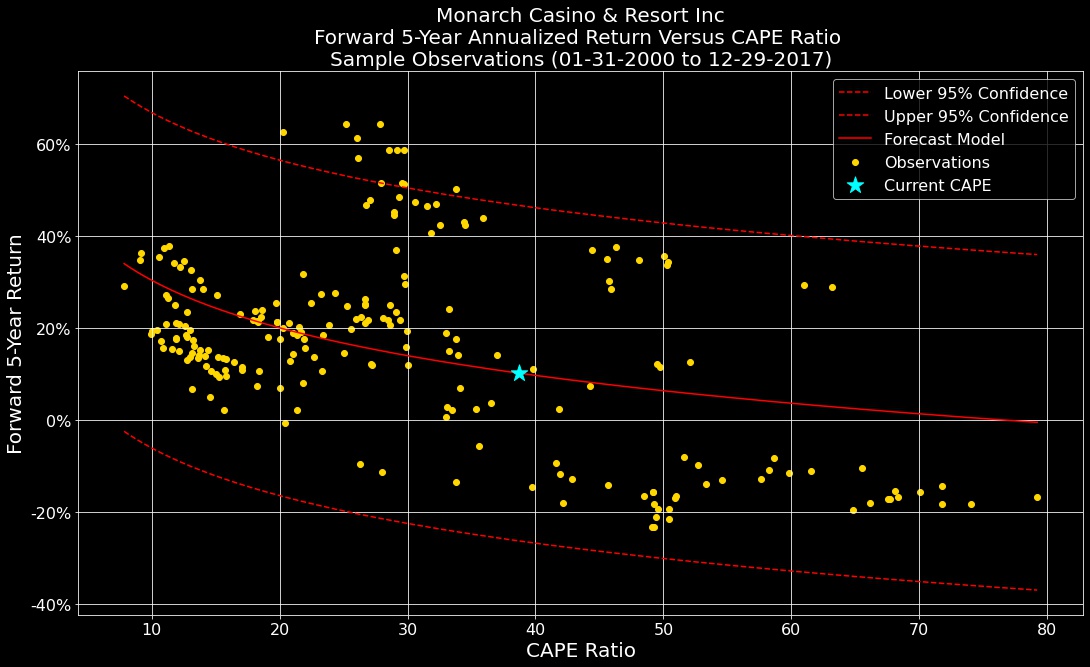 Monarch Casino & Resort Inc
Forward 5-Year Annualized Return Versus CAPE Ratio
Sample Observations (01-31-2000 to 12-29-2017)
Lower 95% Confidence
Upper 95% Confidence
Forecast Model
Observations
Current CAPE
Forward 5-Year Return
60%
40%
20%
0%
-20%
-40%
10 20 30 40 50 60 70 80
CAPE Ratio